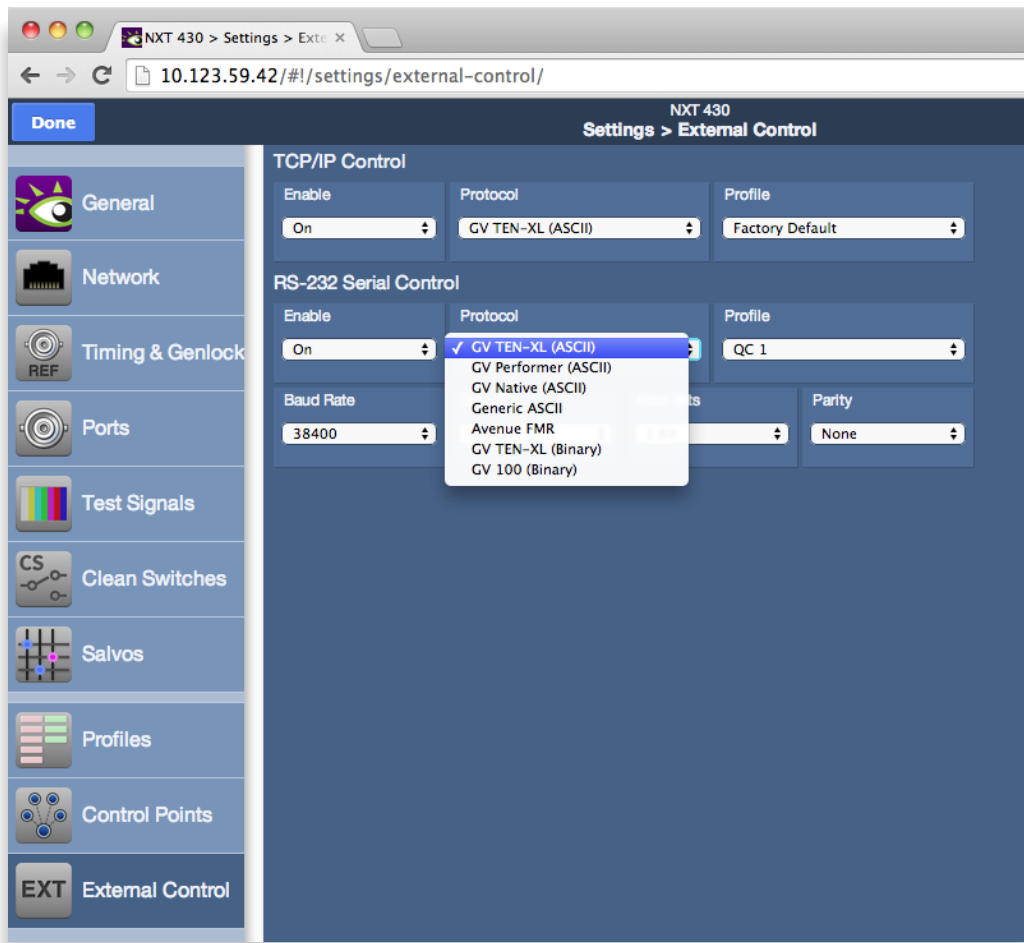 NXT 430 > Settings > Exte
10.123.59.42/#!/settings/external-control/
Done
NXT 430
Settings > External Control
General
Network
REF
Timing & Genlock
Ports
Test Signals
CS
Clean Switches
Salvos
Profiles
Control Points
EXT
External Control
TCP/IP Control
Enable
Protocol
Profile
On
GV TEN-XL (ASCII)
Factory Default
RS-232 Serial Control
Enable
Protocol
Profile
On
✓ GV TEN-XL (ASCII)
GV Performer (ASCII)
GV Native (ASCII)
Generic ASCII
Avenue FMR
GV TEN-XL (Binary)
GV 100 (Binary)
QC 1
Baud Rate
Parity
38400
None